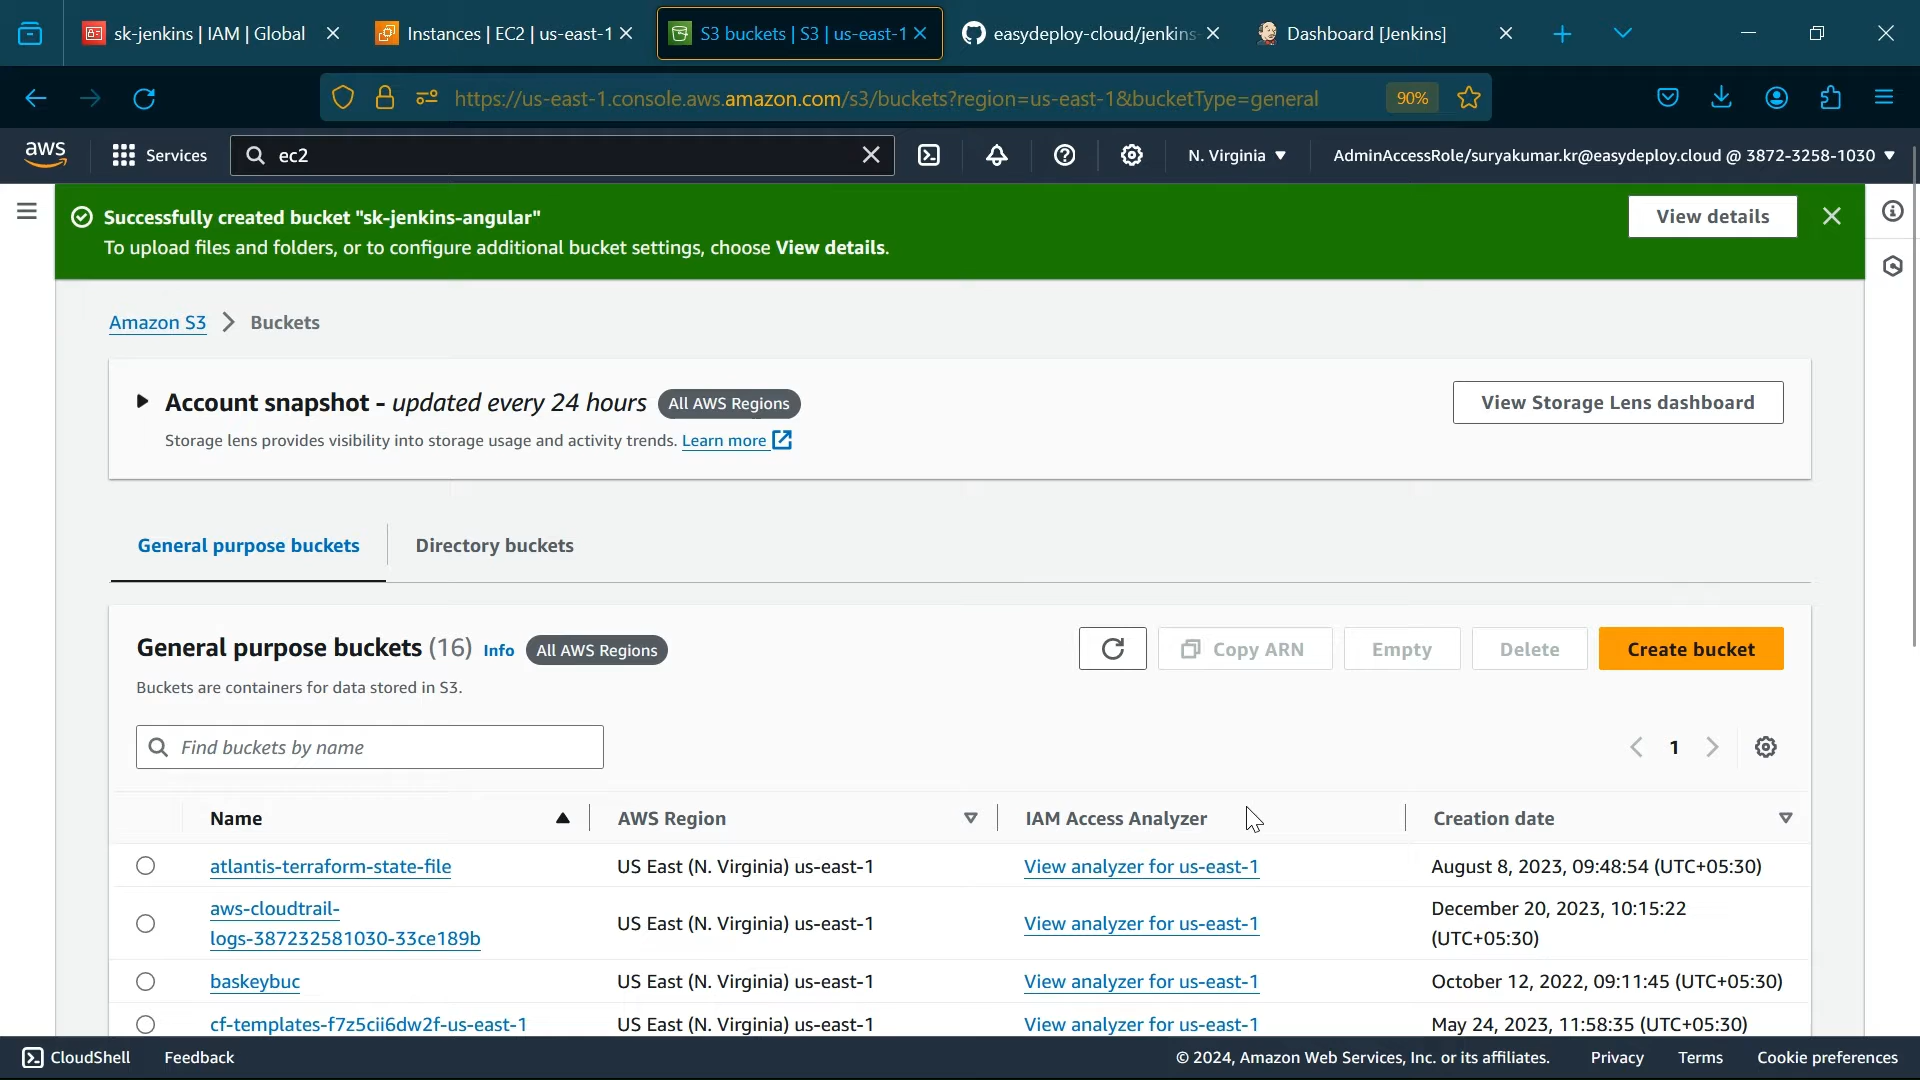 sk-jenkins | IAM | Global
Instances | EC2 | us-east-1
S3 buckets | S3 | us-east-1
easydeploy-cloud/jenkins-
Dashboard [Jenkins]
https://us-east-1.console.aws.amazon.com/s3/buckets?region=us-east-1&bucketType=general
90%
aws
Services
ec2
N. Virginia
AdminAccessRole/suryakumar.kr@easydeploy.cloud @ 3872-3258-1030
Successfully created bucket "sk-jenkins-angular"
To upload files and folders, or to configure additional bucket settings, choose View details.
View details
Amazon S3
Buckets
Account snapshot - updated every 24 hours
All AWS Regions
Storage lens provides visibility into storage usage and activity trends. Learn more
View Storage Lens dashboard
General purpose buckets
Directory buckets
General purpose buckets (16) Info All AWS Regions
Buckets are containers for data stored in S3.
Copy ARN
Empty
Delete
Create bucket
Find buckets by name
1
Name
AWS Region
IAM Access Analyzer
Creation date
atlantis-terraform-state-file
US East (N. Virginia) us-east-1
View analyzer for us-east-1
August 8, 2023, 09:48:54 (UTC+05:30)
aws-cloudtrail-
logs-387232581030-33ce189b
US East (N. Virginia) us-east-1
View analyzer for us-east-1
December 20, 2023, 10:15:22
(UTC+05:30)
baskeybuc
US East (N. Virginia) us-east-1
View analyzer for us-east-1
October 12, 2022, 09:11:45 (UTC+05:30)
cf-templates-f7z5cii6dw2f-us-east-1
US East (N. Virginia) us-east-1
View analyzer for us-east-1
May 24, 2023, 11:58:35 (UTC+05:30)
CloudShell
Feedback
© 2024, Amazon Web Services, Inc. or its affiliates.
Privacy
Terms
Cookie preferences